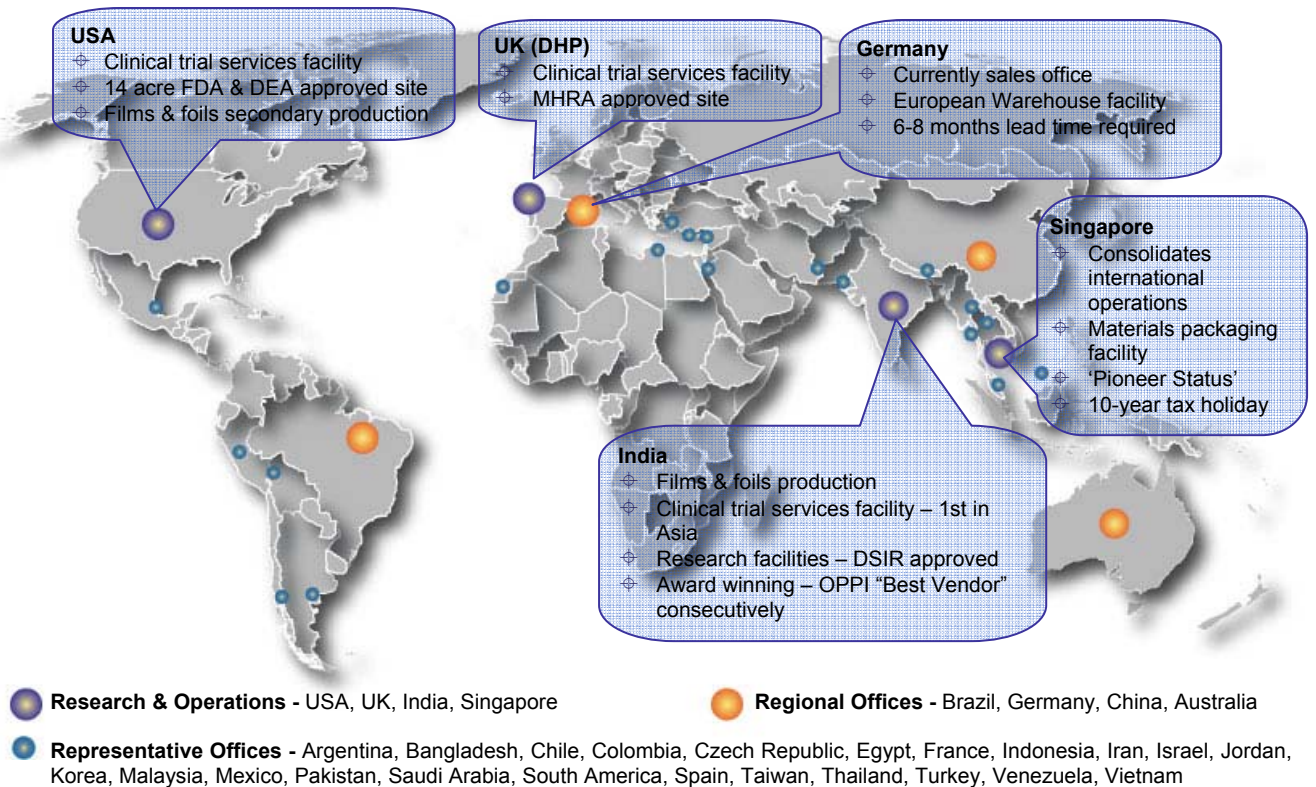 USA
Clinical trial services facility
14 acre FDA & DEA approved site
Films & foils secondary production
UK (DHP)
Clinical trial services facility
MHRA approved site
Germany
Currently sales office
European Warehouse facility
6-8 months lead time required
Singapore
Consolidates
international
operations
Materials packaging
facility
‘Pioneer Status’
10-year tax holiday
India
Films & foils production
Clinical trial services facility – 1st in
Asia
Research facilities – DSIR approved
Award winning – OPPI “Best Vendor”
consecutively
Research & Operations - USA, UK, India, Singapore
Regional Offices - Brazil, Germany, China, Australia
Representative Offices - Argentina, Bangladesh, Chile, Colombia, Czech Republic, Egypt, France, Indonesia, Iran, Israel, Jordan,
Korea, Malaysia, Mexico, Pakistan, Saudi Arabia, South America, Spain, Taiwan, Thailand, Turkey, Venezuela, Vietnam